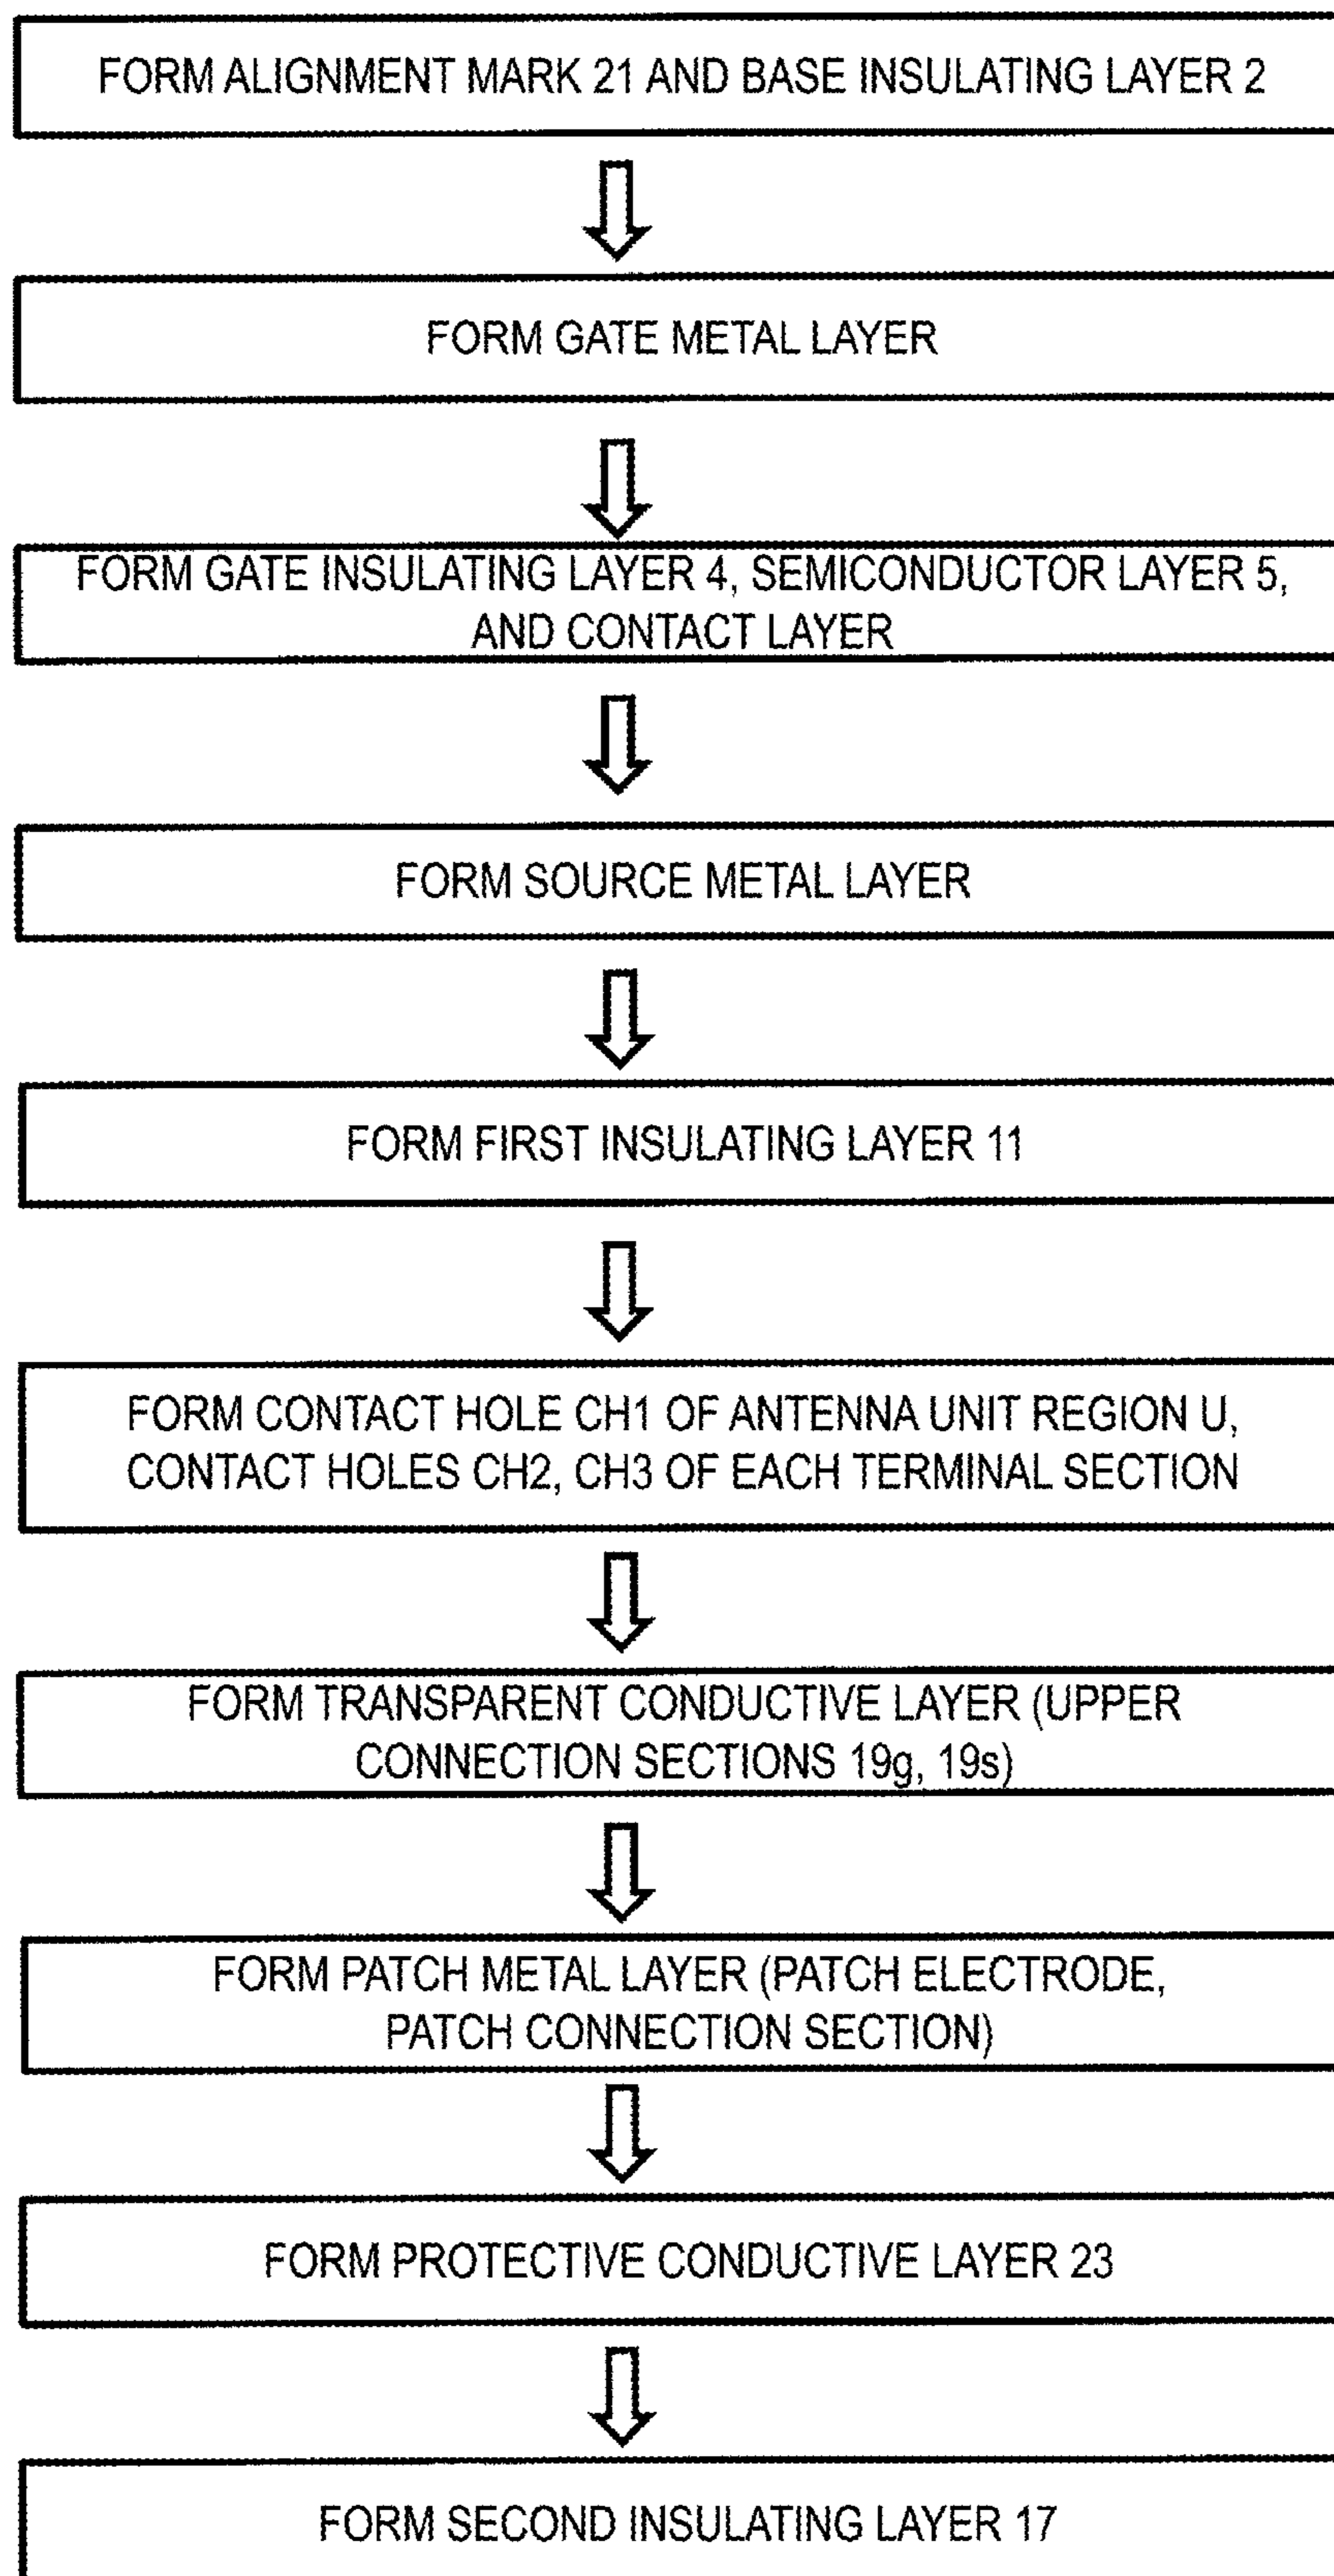 FORM ALIGNMENT MARK 21 AND BASE INSULATING LAYER 2
FORM GATE METAL LAYER
FORM GATE INSULATING LAYER 4, SEMICONDUCTOR LAYER 5,
AND CONTACT LAYER
FORM SOURCE METAL LAYER
FORM FIRST INSULATING LAYER 11
FORM CONTACT HOLE CH1 OF ANTENNA UNIT REGION U,
CONTACT HOLES CH2, CH3 OF EACH TERMINAL SECTION
FORM TRANSPARENT CONDUCTIVE LAYER (UPPER
CONNECTION SECTIONS 19g, 19s)
FORM PATCH METAL LAYER (PATCH ELECTRODE,
PATCH CONNECTION SECTION)
FORM PROTECTIVE CONDUCTIVE LAYER 23
FORM SECOND INSULATING LAYER 17